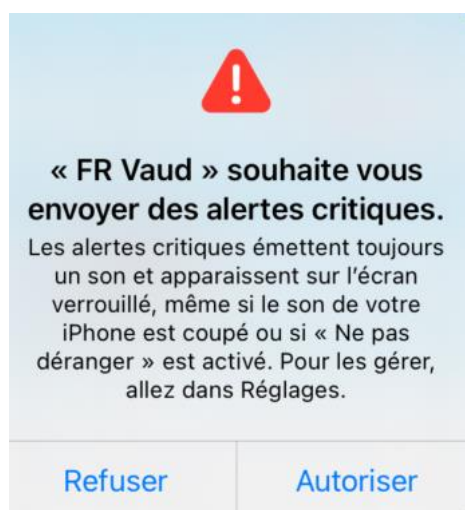 « FR Vaud » souhaite vous
envoyer des alertes critiques.
Les alertes critiques émettent toujours
un son et apparaissent sur l’écran
verrouillé, même si le son de votre
iPhone est coupé ou si « Ne pas
déranger » est activé. Pour les gérer,
allez dans Réglages.
Refuser Autoriser